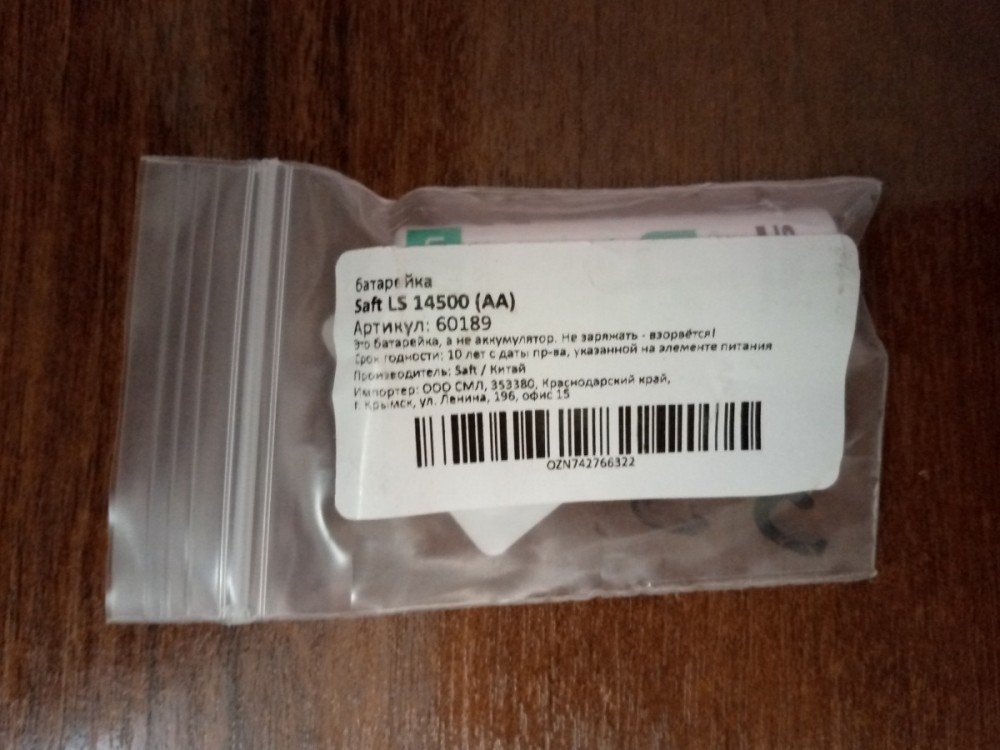 батарейка
Saft LS 14500 (AA)
Артикул: 60189
Это батарейка, а не аккумулятор. Не заряжать - взорвётся!
Срок годности: 10 лет с даты пр-ва, указанной на элементе питания
Производитель: Saft / Китай
Импортер: ООО СМЛ, 353380, Краснодарский край,
г. Крымск, ул. Ленина, 196, офис 15
OZN742766322